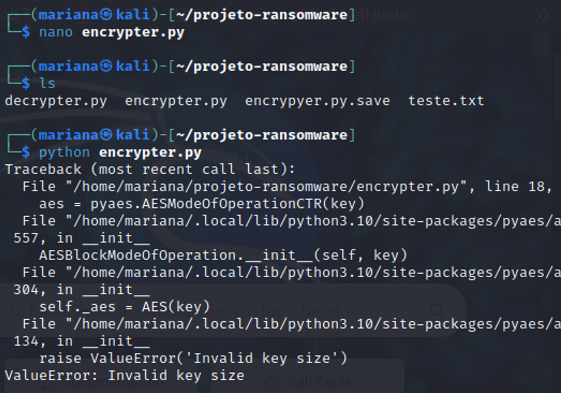 Hunter
┌──(mariana㉿kali)-[~/projeto-ransomware]
└─$ nano encrypter.py
┌──(mariana㉿kali)-[~/projeto-ransomware]
└─$ ls
decrypter.py  encrypter.py  encrypyer.py.save  teste.txt
┌──(mariana㉿kali)-[~/projeto-ransomware]
└─$ python encrypter.py
Traceback (most recent call last):
  File "/home/mariana/projeto-ransomware/encrypter.py", line 18,
    aes = pyaes.AESModeOfOperationCTR(key)
  File "/home/mariana/.local/lib/python3.10/site-packages/pyaes/a
557, in __init__
    AESBlockModeOfOperation.__init__(self, key)
  File "/home/mariana/.local/lib/python3.10/site-packages/pyaes/a
304, in __init__
    self._aes = AES(key)
  File "/home/mariana/.local/lib/python3.10/site-packages/pyaes/a
134, in __init__
    raise ValueError('Invalid key size')
ValueError: Invalid key size
Kali Tools